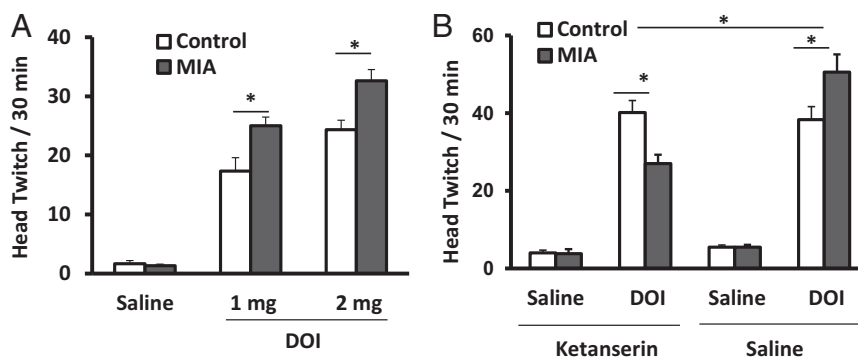 A
Head Twitch / 30 min
40
30
20
10
0
Control
MIA
*
*
Saline
1 mg
2 mg
DOI
B
Head Twitch / 30 min
60
40
20
0
Control
MIA
*
*
*
Saline
DOI
Saline
DOI
Ketanserin
Saline